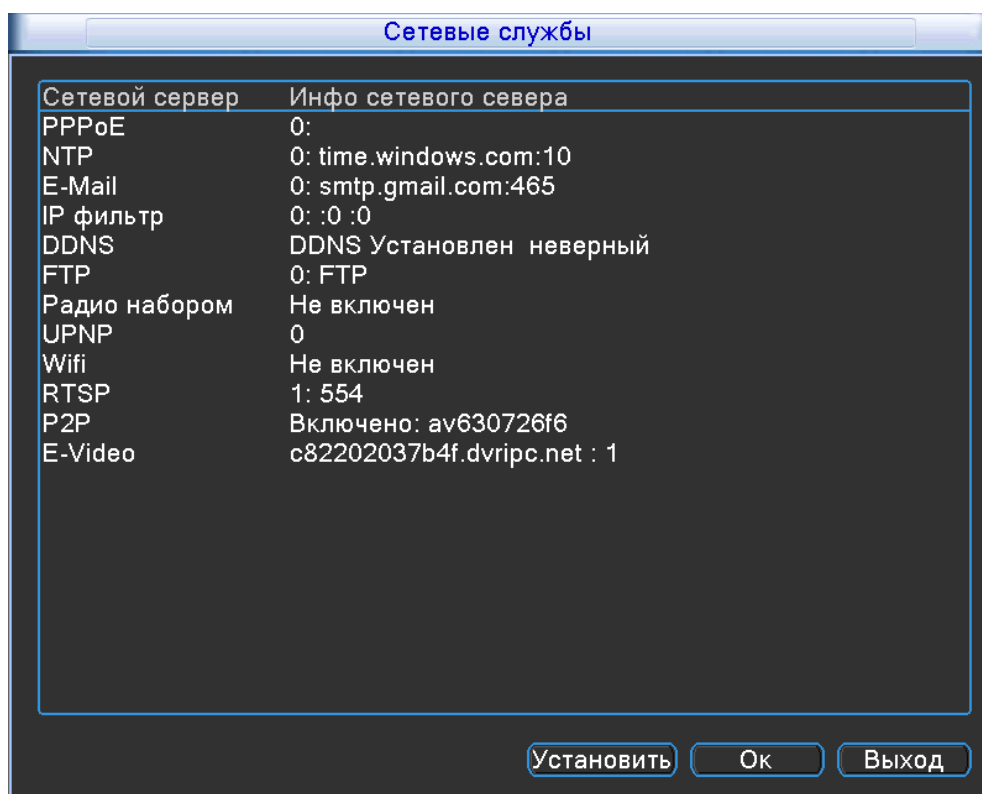 Сетевые службы
Сетевой сервер Инфо сетевого севера
PPPoE 0:
NTP 0: time.windows.com:10
E-Mail 0: smtp.gmail.com:465
IP фильтр 0: :0 :0
DDNS DDNS Установлен неверный
FTP 0: FTP
Радио набором Не включен
UPNP 0
Wifi Не включен
RTSP 1: 554
P2P Включено: av630726f6
E-Video c82202037b4f.dvripc.net : 1
Установить Ок Выход